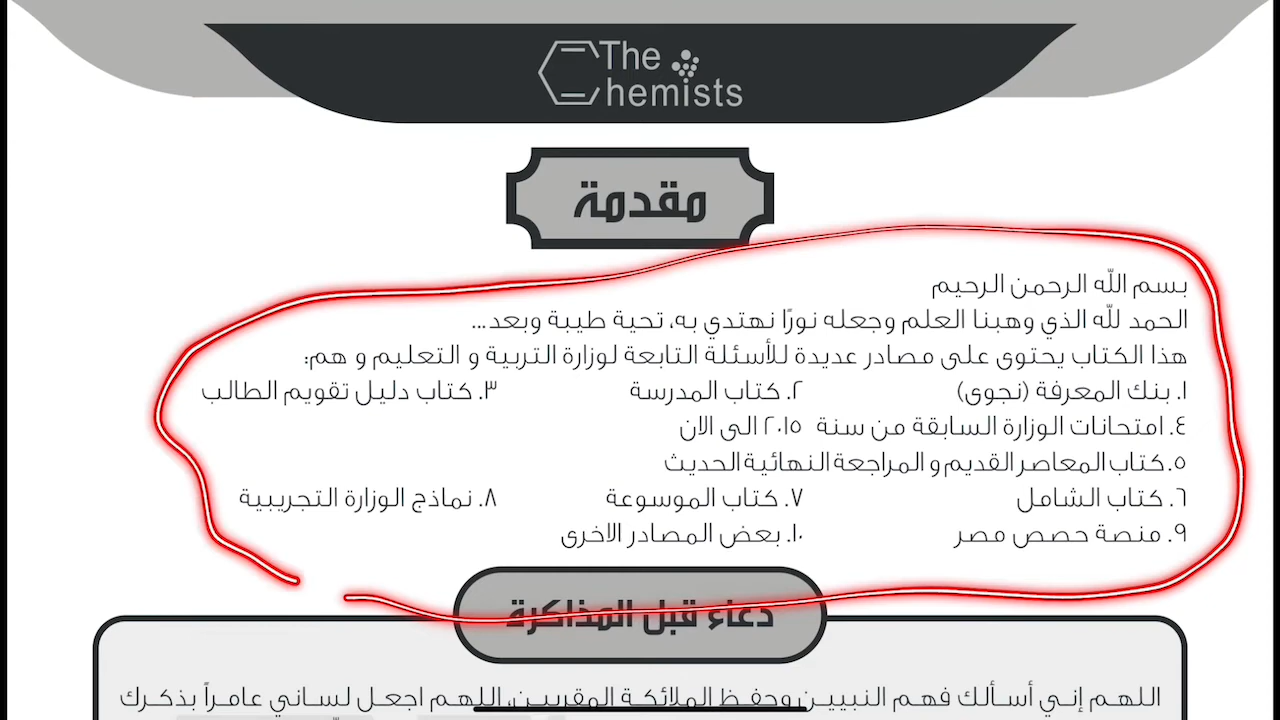 The
Chemists
مقدمة
بسم الله الرحمن الرحيم
الحمد لله الذي وهبنا العلم وجعله نورًا نهتدي به، تحية طيبة وبعد...
هذا الكتاب يحتوى على مصادر عديدة للأسئلة التابعة لوزارة التربية و التعليم و هم:
١. بنك المعرفة (نجوى) ٢. كتاب المدرسة ٣. كتاب دليل تقويم الطالب
٤. امتحانات الوزارة السابقة من سنة ٢٠١٥ الى الان
٥. كتاب المعاصر القديم و المراجعة النهائية الحديث
٦. كتاب الشامل ٧. كتاب الموسوعة ٨. نماذج الوزارة التجريبية
٩. منصة حصص مصر ١٠. بعض المصادر الاخرى
دعاء قبل المذاكرة
اللهم إني أسألك فهم النبيين وحفظ الملائكة المقربين، اللهم اجعل لساني عامراً بذكرك